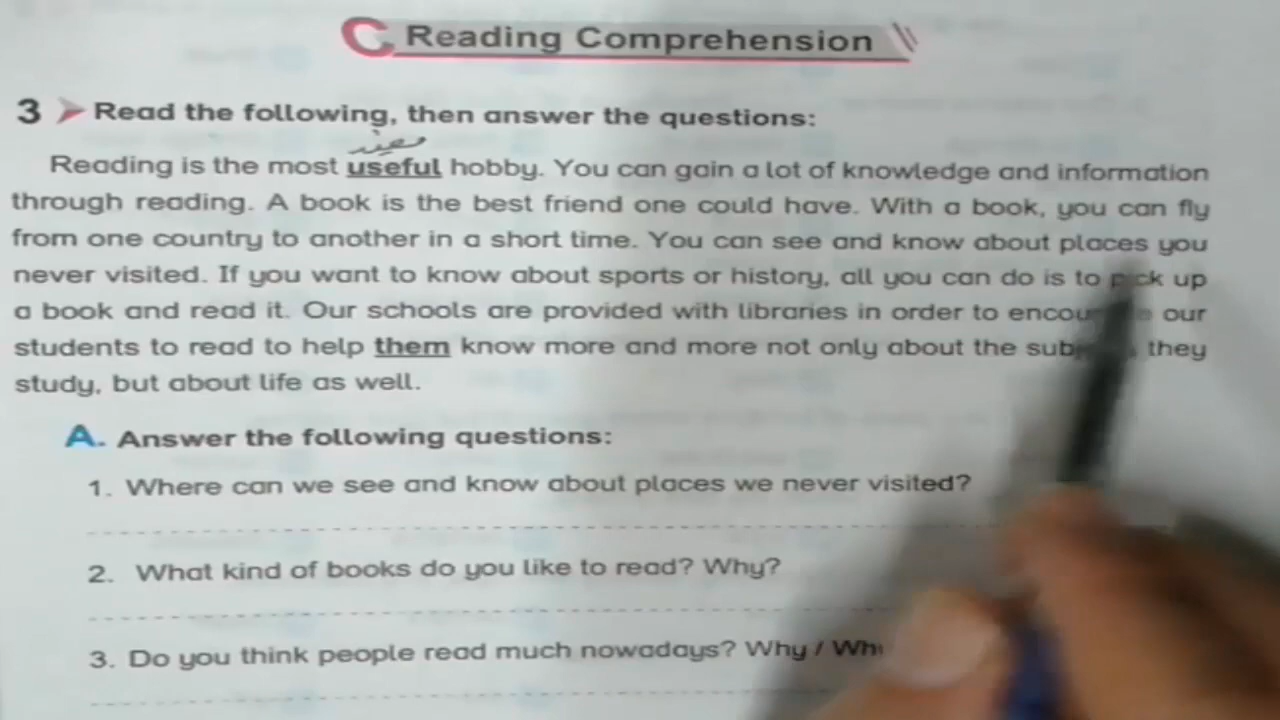 C Reading Comprehension
3 Read the following, then answer the questions:
مفيد
Reading is the most useful hobby. You can gain a lot of knowledge and information
through reading. A book is the best friend one could have. With a book, you can fly
from one country to another in a short time. You can see and know about places you
never visited. If you want to know about sports or history, all you can do is to pick up
a book and read it. Our schools are provided with libraries in order to our
students to read to help them know more and more not only about the they
study, but about life as well.
A. Answer the following questions:
1. Where can we see and know about places we never visited?
2. What kind of books do you like to read? Why?
3. Do you think people read much nowadays? Why /